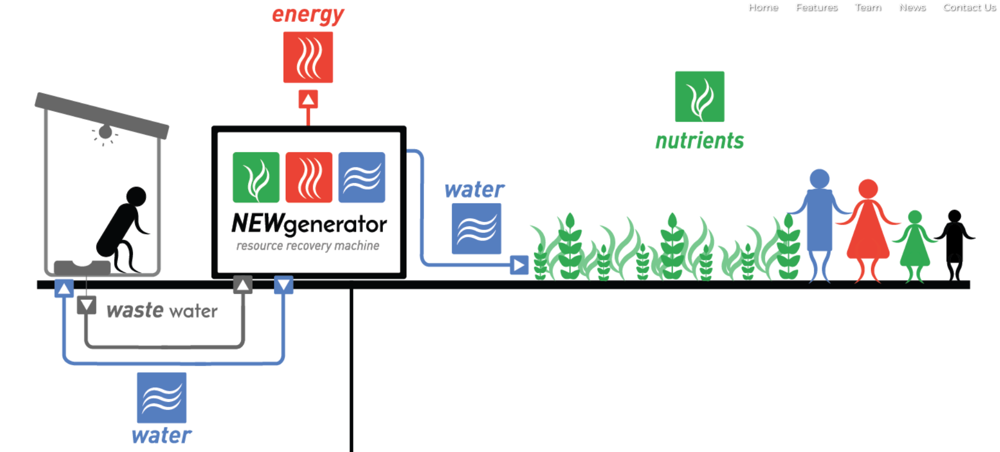 Home Features Team News Contact Us
energy
nutrients
water
NEWgenerator
resource recovery machine
waste water
water